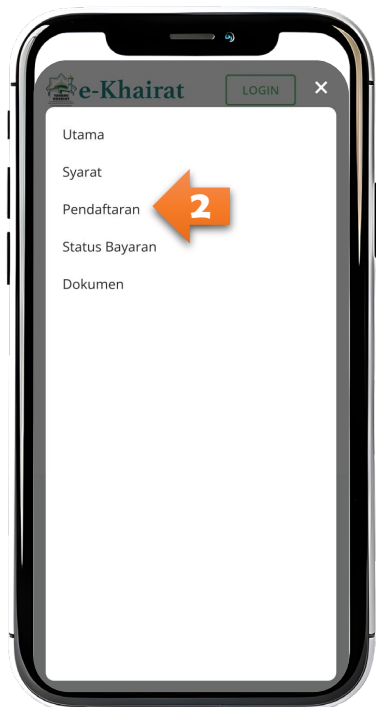 e-Khairat
LOGIN
Utama
Syarat
Pendaftaran
2
Status Bayaran
Dokumen